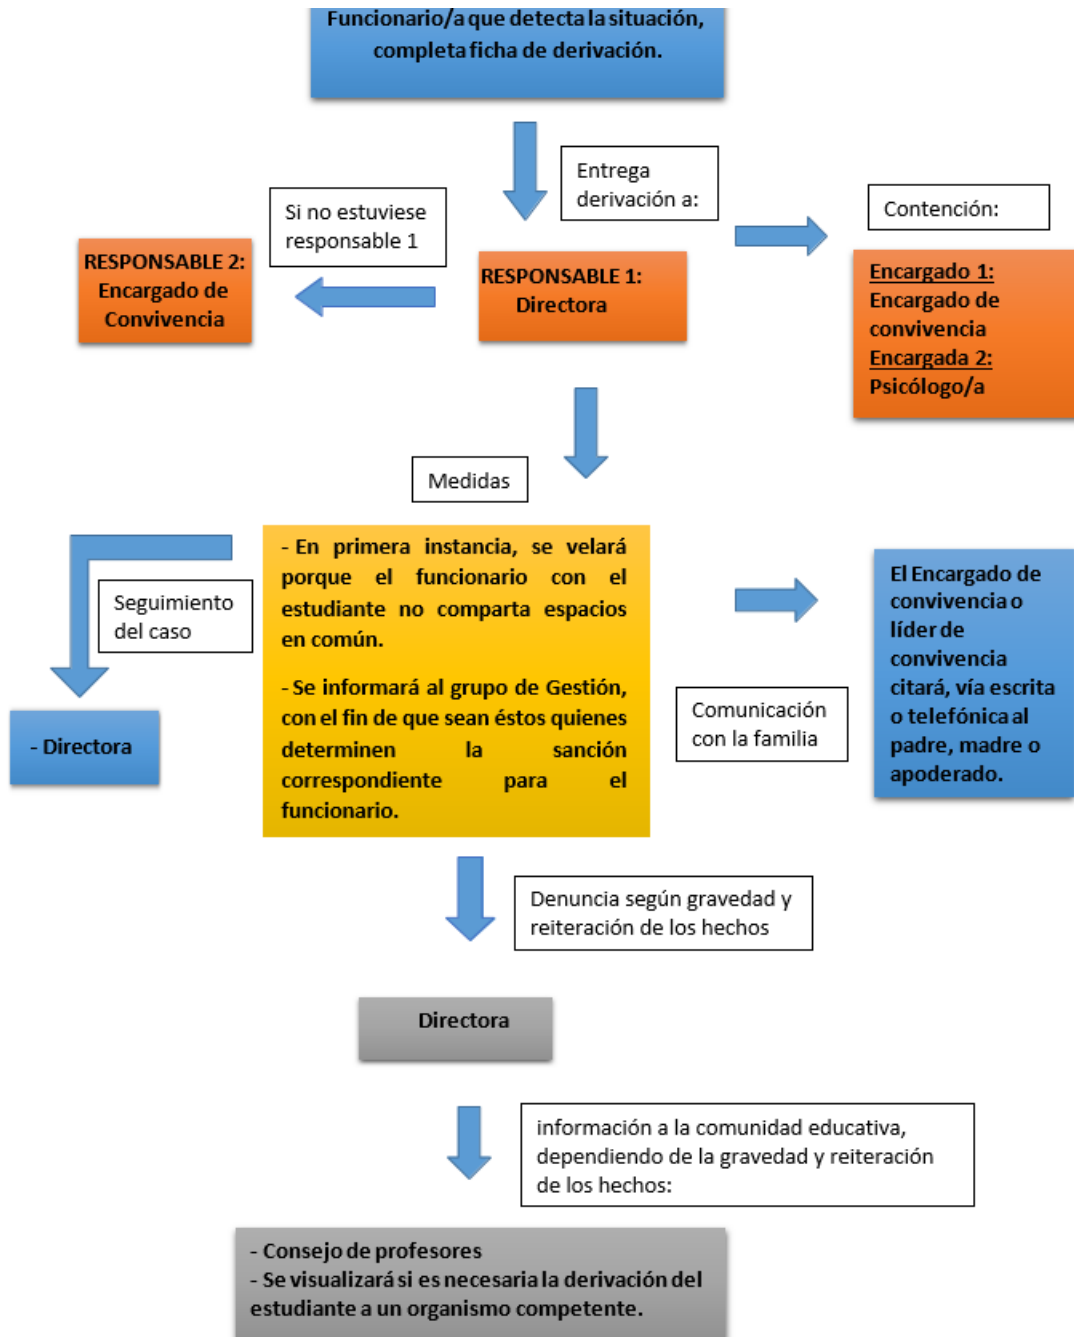 Funcionario/a que detecta la situación,
completa ficha de derivación.
Entrega
derivación a:
Si no estuviese
responsable 1
Contención:
RESPONSABLE 2:
Encargado de
Convivencia
RESPONSABLE 1:
Directora
Encargado 1:
Encargado de
convivencia
Encargada 2:
Psicólogo/a
Medidas
- En primera instancia, se velará
porque el funcionario con el
estudiante no comparta espacios
en común.
- Se informará al grupo de Gestión,
con el fin de que sean éstos quienes
determinen la sanción
correspondiente para el
funcionario.
Seguimiento
del caso
- Directora
Comunicación
con la familia
El Encargado de
convivencia o
líder de
convivencia
citará, vía escrita
o telefónica al
padre, madre o
apoderado.
Denuncia según gravedad y
reiteración de los hechos
Directora
información a la comunidad educativa,
dependiendo de la gravedad y reiteración
de los hechos:
- Consejo de profesores
- Se visualizará si es necesaria la derivación del
estudiante a un organismo competente.